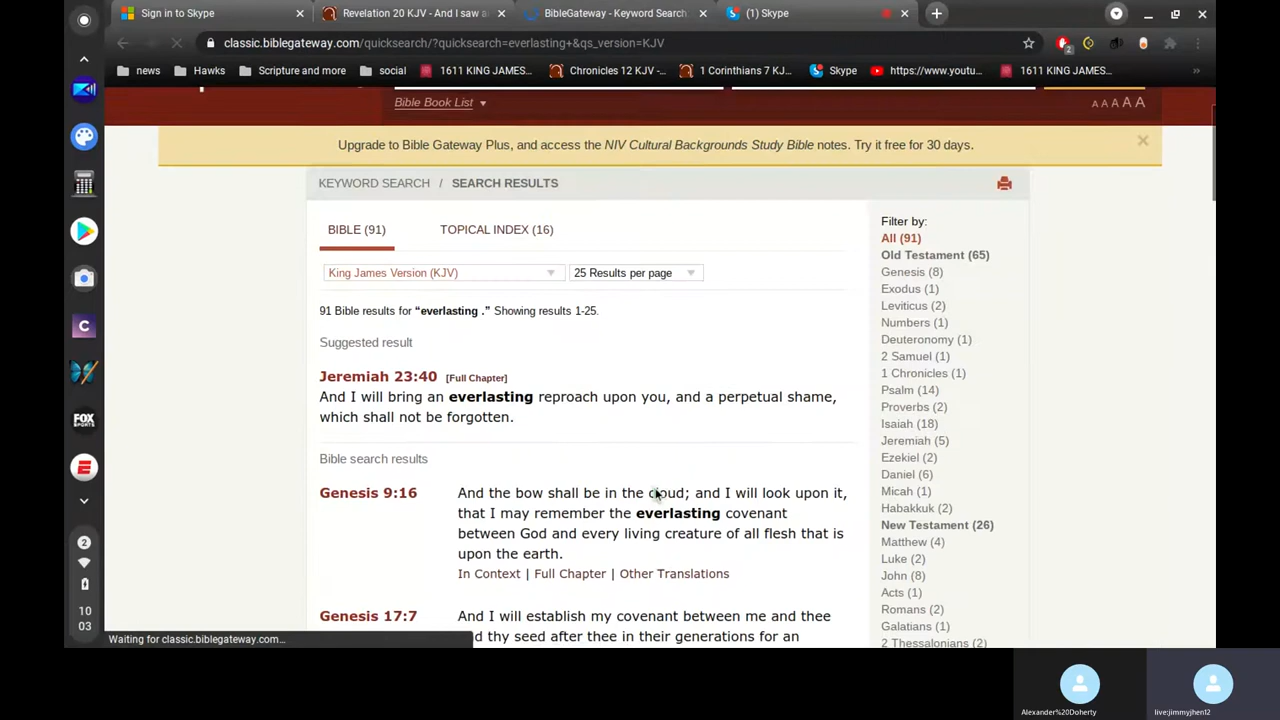 Sign in to Skype
Revelation 20 KJV - And I saw a
BibleGateway - Keyword Search:
(1) Skype
classic.biblegateway.com/quicksearch/?quicksearch=everlasting+&qs_version=KJV
2
news
Hawks
Scripture and more
social
1611 KING JAMES...
Chronicles 12 KJV -...
1 Corinthians 7 KJ...
Skype
https://www.youtu...
1611 KING JAMES...
Bible Book List
A A A A A
Upgrade to Bible Gateway Plus, and access the NIV Cultural Backgrounds Study Bible notes. Try it free for 30 days.
KEYWORD SEARCH / SEARCH RESULTS
BIBLE (91)
TOPICAL INDEX (16)
King James Version (KJV)
25 Results per page
91 Bible results for “everlasting .” Showing results 1-25.
Suggested result
Jeremiah 23:40 [Full Chapter]
And I will bring an everlasting reproach upon you, and a perpetual shame,
which shall not be forgotten.
Bible search results
Genesis 9:16
And the bow shall be in the cloud; and I will look upon it,
that I may remember the everlasting covenant
between God and every living creature of all flesh that is
upon the earth.
In Context | Full Chapter | Other Translations
Genesis 17:7
And I will establish my covenant between me and thee
and thy seed after thee in their generations for an
Filter by:
All (91)
Old Testament (65)
Genesis (8)
Exodus (1)
Leviticus (2)
Numbers (1)
Deuteronomy (1)
2 Samuel (1)
1 Chronicles (1)
Psalm (14)
Proverbs (2)
Isaiah (18)
Jeremiah (5)
Ezekiel (2)
Daniel (6)
Micah (1)
Habakkuk (2)
New Testament (26)
Matthew (4)
Luke (2)
John (8)
Acts (1)
Romans (2)
Galatians (1)
2 Thessalonians (2)
C
FOX
SPORTS
2
10
03
Waiting for classic.biblegateway.com...
Alexander%20Doherty
live:jimmyjhen12